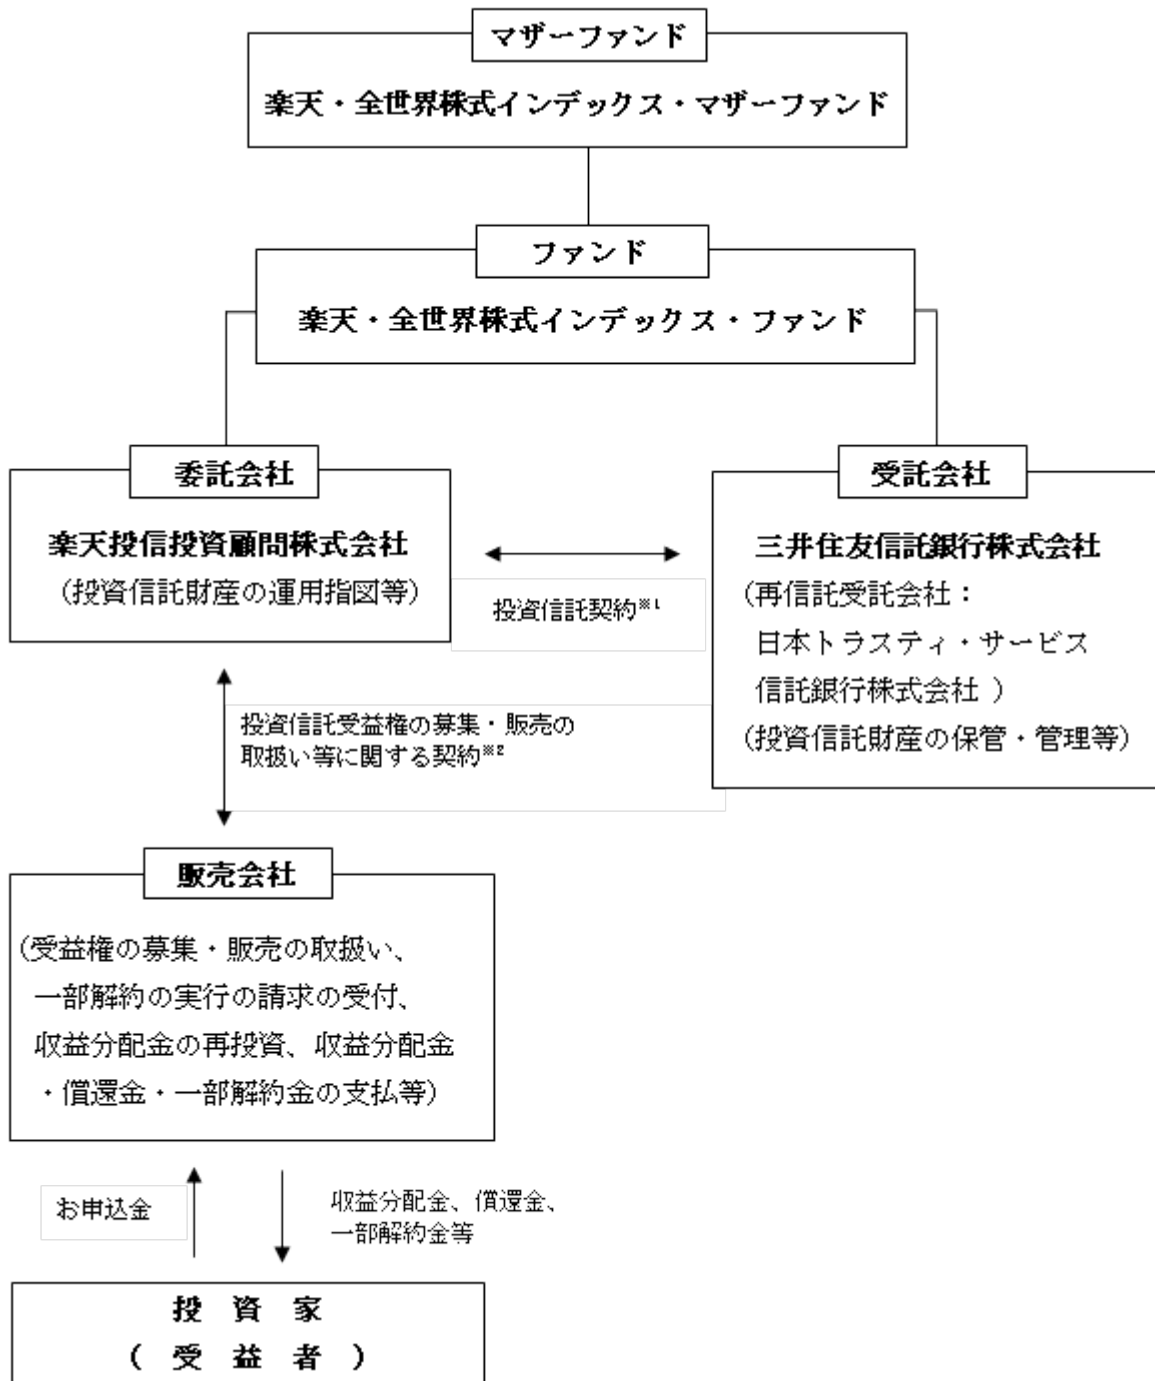 マザーファンド
楽天・全世界株式インデックス・マザーファンド
ファンド
楽天・全世界株式インデックス・ファンド
委託会社
楽天投信投資顧問株式会社
(投資信託財産の運用指図等)
投資信託契約※1
受託会社
三井住友信託銀行株式会社
(再信託受託会社:
日本トラスティ・サービス
信託銀行株式会社 )
(投資信託財産の保管・管理等)
投資信託受益権の募集・販売の
取扱い等に関する契約※2
販売会社
(受益権の募集・販売の取扱い、
一部解約の実行の請求の受付、
収益分配金の再投資、収益分配金
・償還金・一部解約金の支払等)
お申込金
収益分配金、償還金、
一部解約金等
投 資 家
( 受 益 者 )